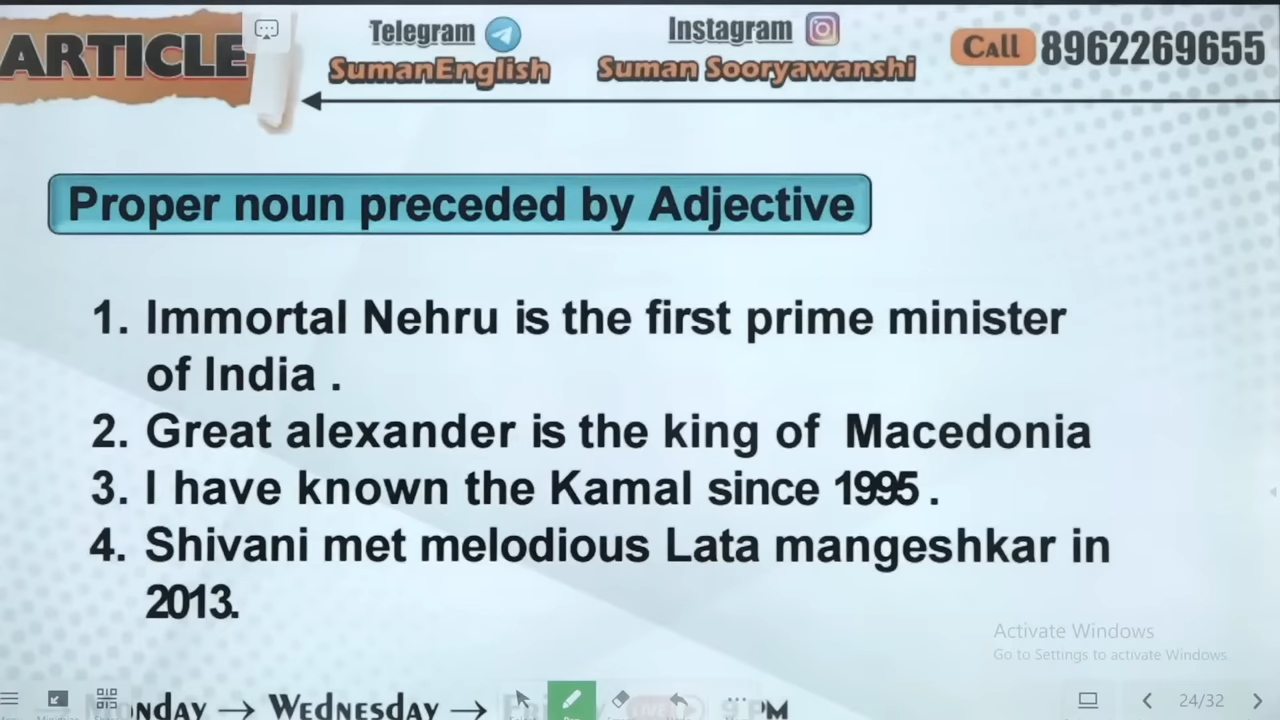 ARTICLE
Telegram
SumanEnglish
Instagram
Suman Sooryawanshi
CALL 8962269655
Proper noun preceded by Adjective
1. Immortal Nehru is the first prime minister
of India .
2. Great alexander is the king of Macedonia
3. I have known the Kamal since 1995 .
4. Shivani met melodious Lata mangeshkar in
2013.
Activate Windows
Go to Settings to activate Windows
WEDNESDAY
24/32